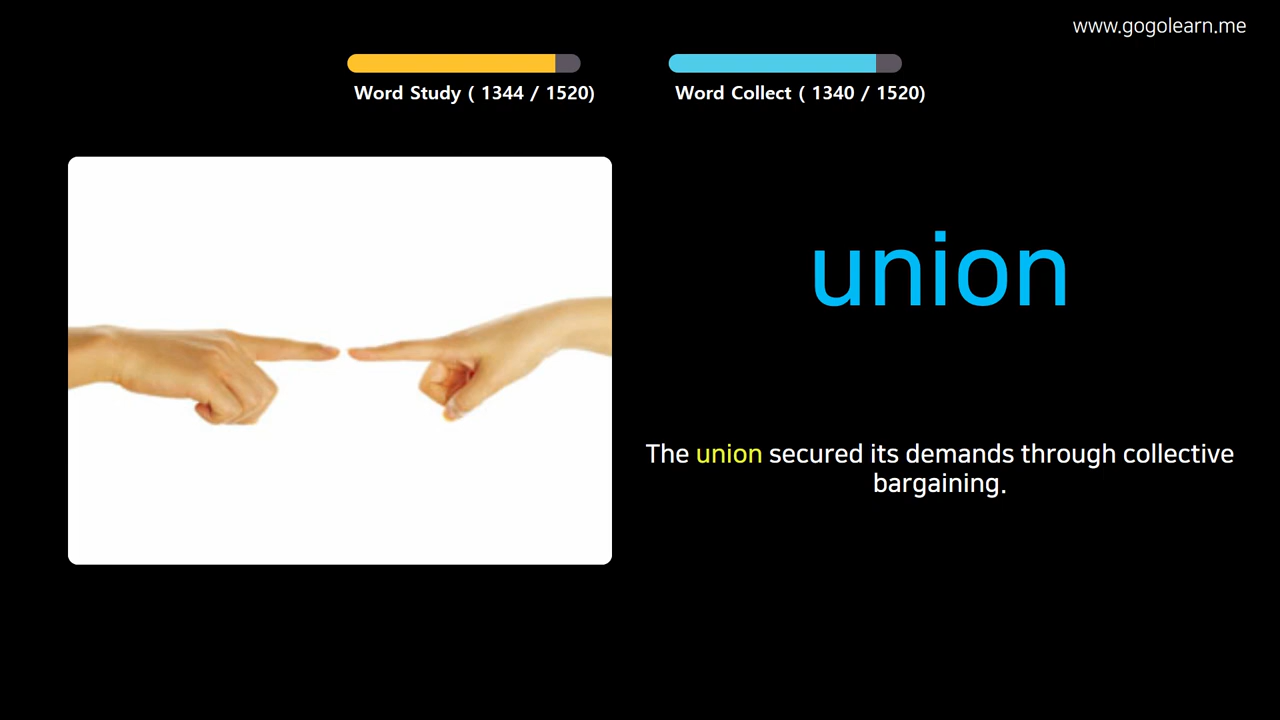 www.gogolearn.me
Word Study ( 1344 / 1520)
Word Collect ( 1340 / 1520)
union
The union secured its demands through collective
bargaining.